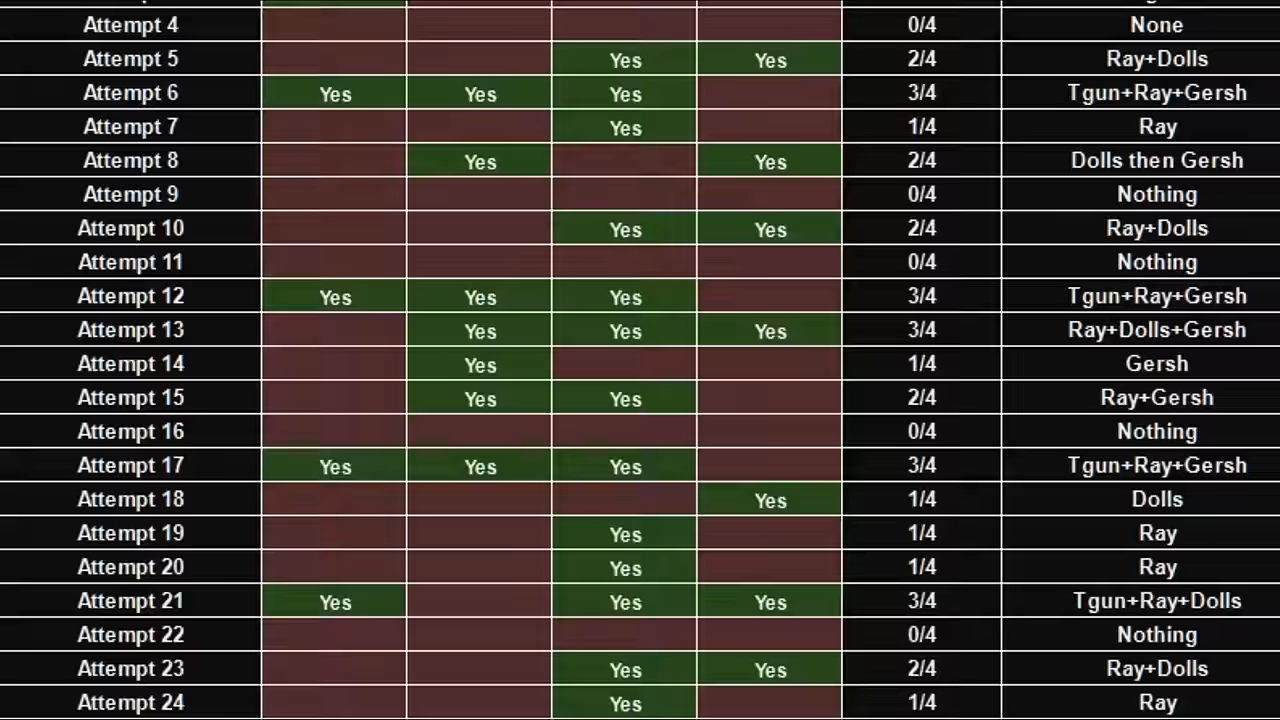 Attempt 4 0/4 None
Attempt 5 Yes Yes 2/4 Ray+Dolls
Attempt 6 Yes Yes Yes 3/4 Tgun+Ray+Gersh
Attempt 7 Yes 1/4 Ray
Attempt 8 Yes Yes 2/4 Dolls then Gersh
Attempt 9 0/4 Nothing
Attempt 10 Yes Yes 2/4 Ray+Dolls
Attempt 11 0/4 Nothing
Attempt 12 Yes Yes Yes 3/4 Tgun+Ray+Gersh
Attempt 13 Yes Yes Yes 3/4 Ray+Dolls+Gersh
Attempt 14 Yes 1/4 Gersh
Attempt 15 Yes Yes 2/4 Ray+Gersh
Attempt 16 0/4 Nothing
Attempt 17 Yes Yes Yes 3/4 Tgun+Ray+Gersh
Attempt 18 Yes 1/4 Dolls
Attempt 19 Yes 1/4 Ray
Attempt 20 Yes 1/4 Ray
Attempt 21 Yes Yes Yes 3/4 Tgun+Ray+Dolls
Attempt 22 0/4 Nothing
Attempt 23 Yes Yes 2/4 Ray+Dolls
Attempt 24 Yes 1/4 Ray